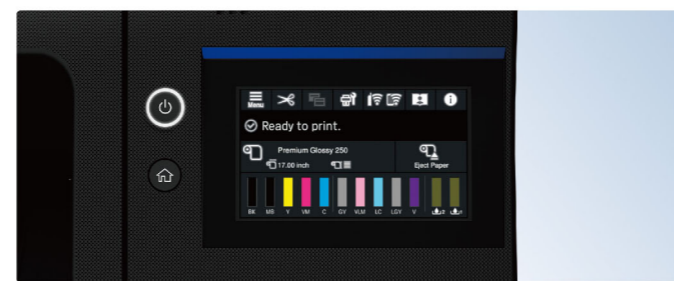 Menu
Ready to print.
Premium Glossy 250
17.00 inch
Eject Paper
BK MB Y VM C GY VLM LC LGY V